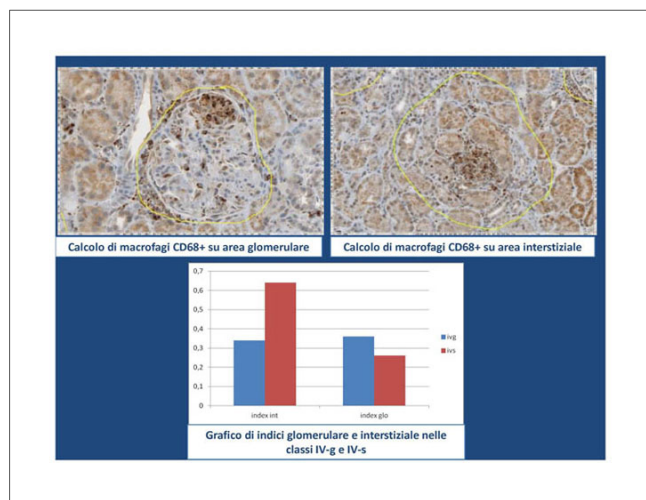 Calcolo di macrofagi CD68+ su area glomerulare
Calcolo di macrofagi CD68+ su area interstiziale
0,7
0,6
0,5
0,4
0,3
0,2
0,1
0
index int
index glo
ivg
ivs
Grafico di indici glomerulare e interstiziale nelle
classi IV-g e IV-s